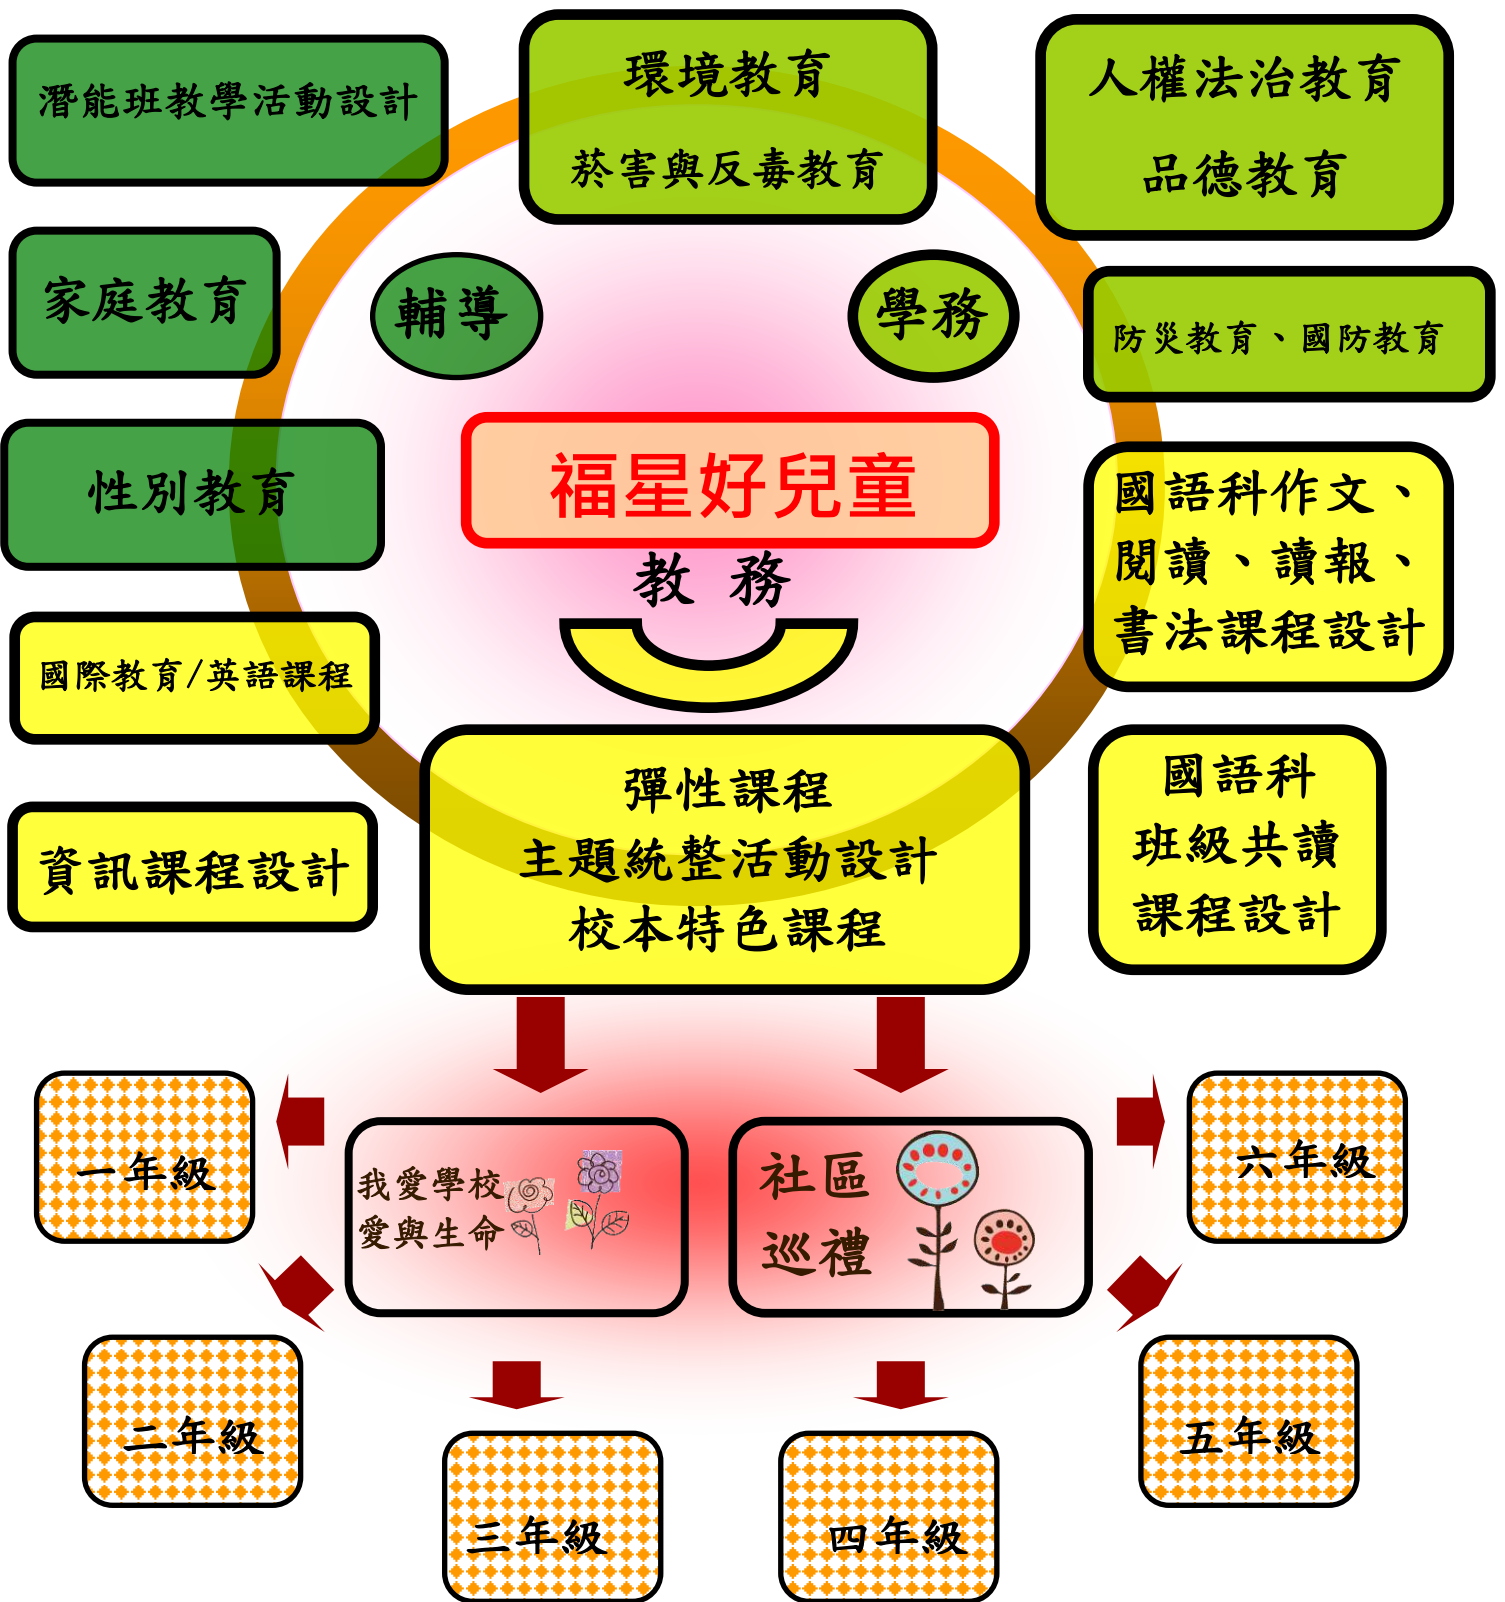 潛能班教學活動設計
環境教育
菸害與反毒教育
人權法治教育
品德教育
家庭教育
輔導
學務
防災教育、國防教育
性別教育
福星好兒童
教 務
國語科作文、
閱讀、讀報、
書法課程設計
國際教育/英語課程
彈性課程
主題統整活動設計
校本特色課程
國語科
班級共讀
課程設計
資訊課程設計
一年級
我愛學校
愛與生命
社區
巡禮
六年級
二年級
五年級
三年級
四年級